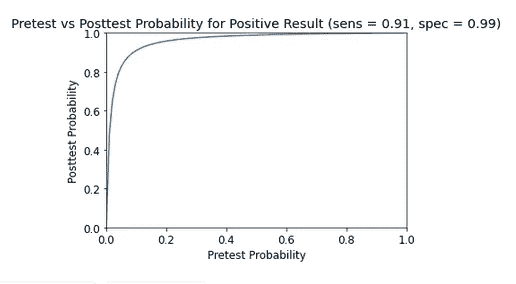 Pretest vs Posttest Probability for Positive Result (sens = 0.91, spec = 0.99)
1.0
0.8
0.6
0.4
0.2
0.0
Posttest Probability
0.0 0.2 0.4 0.6 0.8 1.0
Pretest Probability